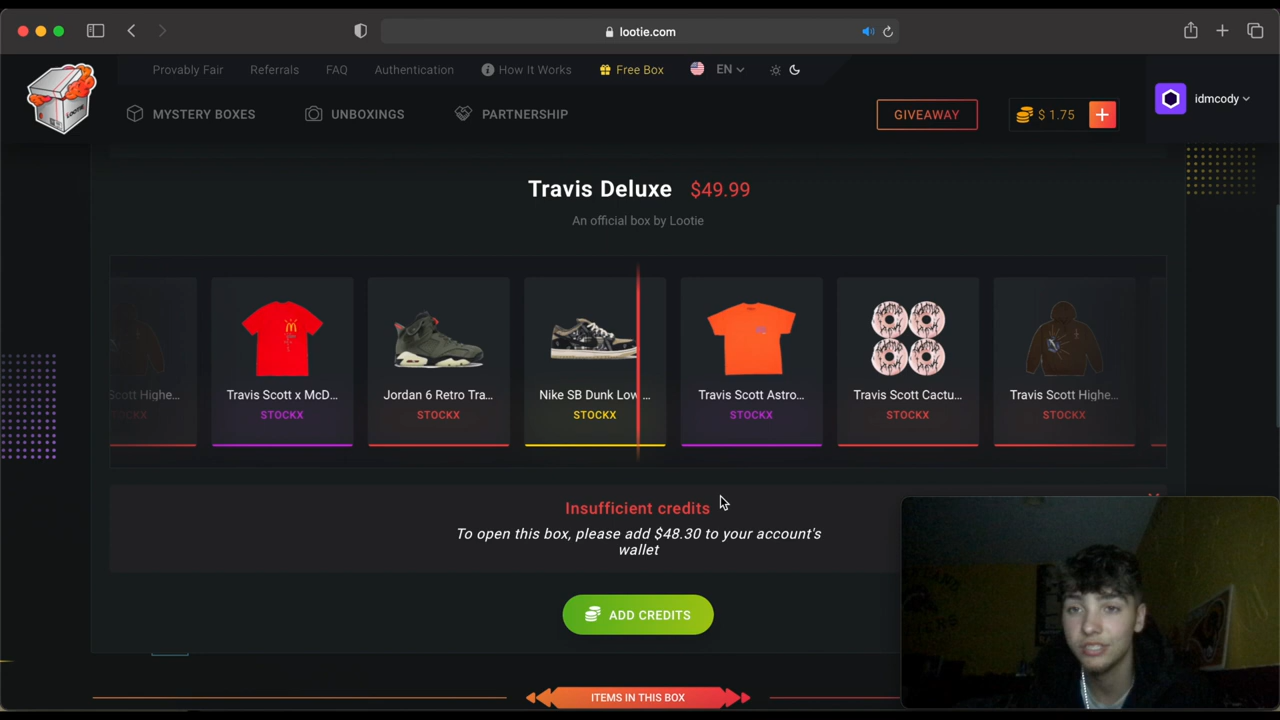 lootie.com
Provably Fair Referrals FAQ Authentication How It Works Free Box EN
MYSTERY BOXES UNBOXINGS PARTNERSHIP GIVEAWAY $ 1.75 + idmcody
Travis Deluxe $49.99
An official box by Lootie
Scott Highe... Travis Scott x McD... Jordan 6 Retro Tra... Nike SB Dunk Low ... Travis Scott Astro... Travis Scott Cactu... Travis Scott Highe...
STOCKX STOCKX STOCKX STOCKX STOCKX STOCKX
Insufficient credits
To open this box, please add $48.30 to your account's
wallet
ADD CREDITS
ITEMS IN THIS BOX